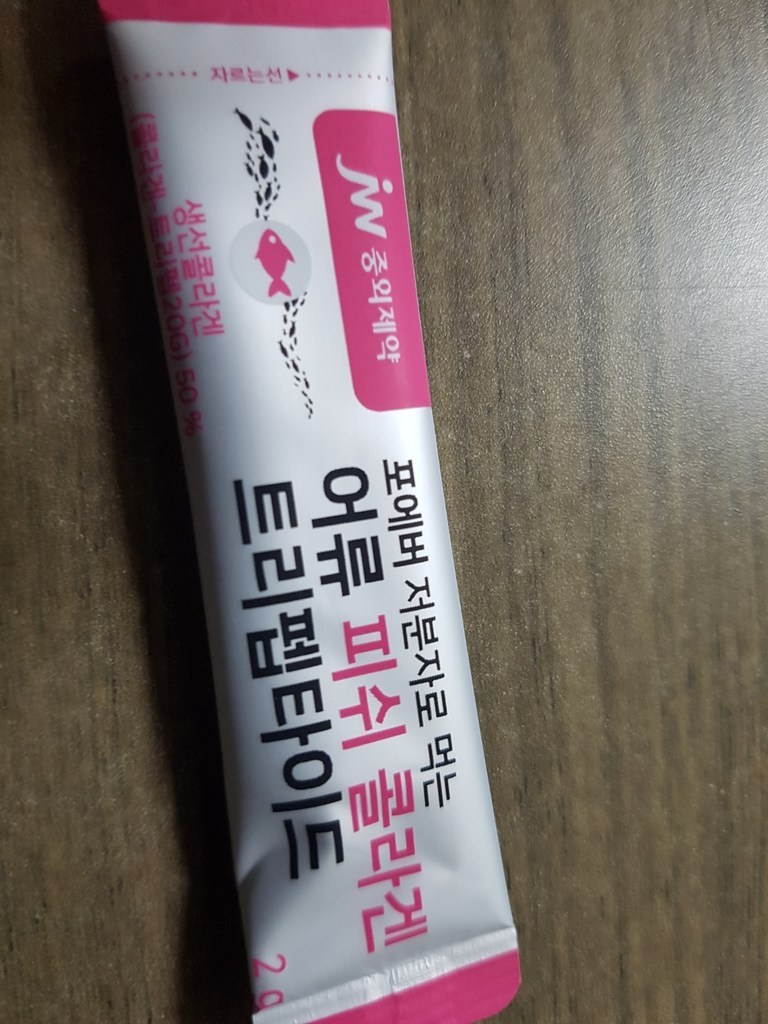 자르는선▲
jw 중외제약
생선콜라겐
(콜라겐 트리펩20G) 50 %
포에버 저분자로 먹는
어류 피쉬 콜라겐
트리펩타이드
2 g